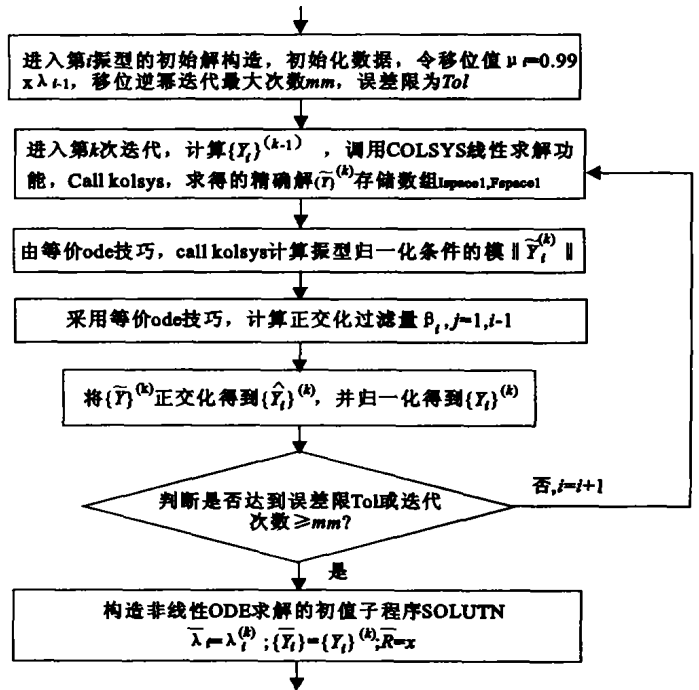 进入第i振型的初始解构造，初始化数据，令移位值 μi=0.99
x λi-1，移位逆幂迭代最大次数mm，误差限为Tol
进入第k次迭代，计算{Yi}(k-1) ，调用COLSYS线性求解功
能，Call kolsys，求得的精确解{Ỹ}(k)存储数组Ispace1,Fspace1
由等价ode技巧，call kolsys计算振型归一化条件的模‖Ỹi(k)‖
采用等价ode技巧，计算正交化过滤量 βi,j=1,i-1
将{Ỹ}(k)正交化得到{Ŷi}(k)，并归一化得到{Yi}(k)
判断是否达到误差限Tol或迭代
次数≥mm?
否,i=i+1
是
构造非线性ODE求解的初值子程序SOLUTN
λ̅i=λi(k) ;{Y̅i}={Yi}(k);R̅=x